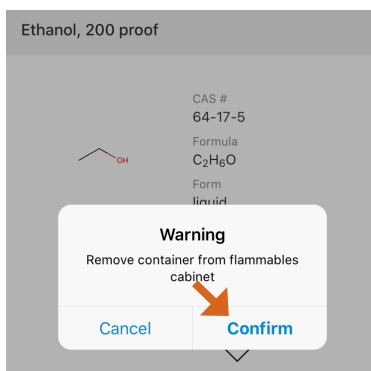 Ethanol, 200 proof
CAS #
64-17-5
Formula
C₂H₆O
OH
Form
liquid
Warning
Remove container from flammables
cabinet
Cancel
Confirm